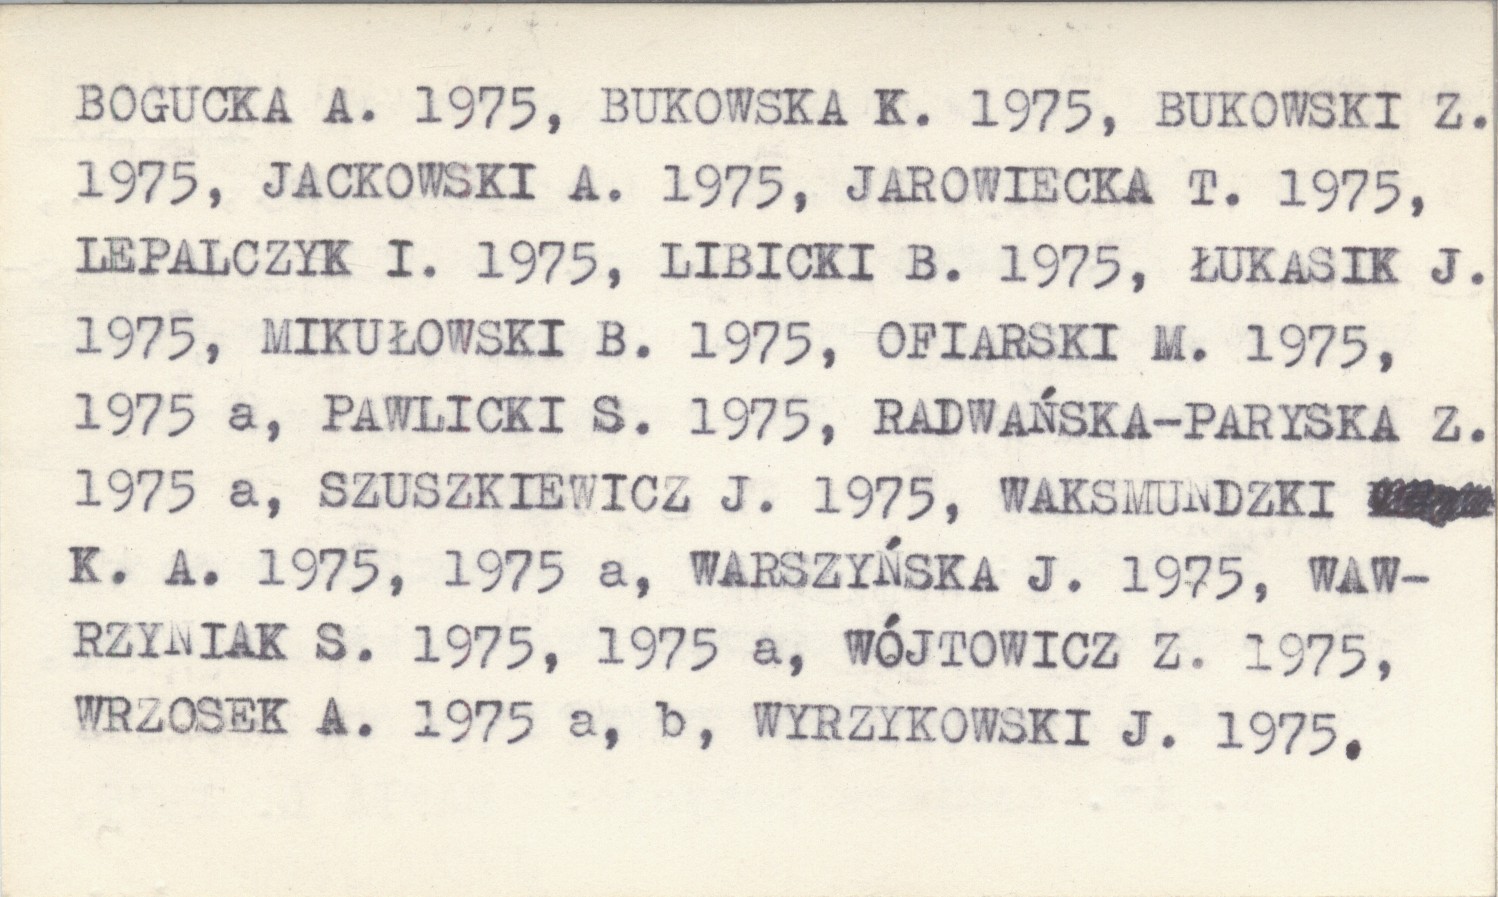 BOGUCKA A. 1975, BUKOWSKA K. 1975, BUKOWSKI Z.
1975, JACKOWSKI A. 1975, JAROWIECKA T. 1975,
LEPALCZYK I. 1975, LIBICKI B. 1975, ŁUKASIK J.
1975, MIKUŁOWSKI B. 1975, OFIARSKI M. 1975,
1975 a, PAWLICKI S. 1975, RADWAŃSKA-PARYSKA Z.
1975 a, SZUSZKIEWICZ J. 1975, WAKSMUNDZKI
K. A. 1975, 1975 a, WARSZYŃSKA J. 1975, WAW-
RZYNIAK S. 1975, 1975 a, WÓJTOWICZ Z. 1975,
WRZOSEK A. 1975 a, b, WYRZYKOWSKI J. 1975.